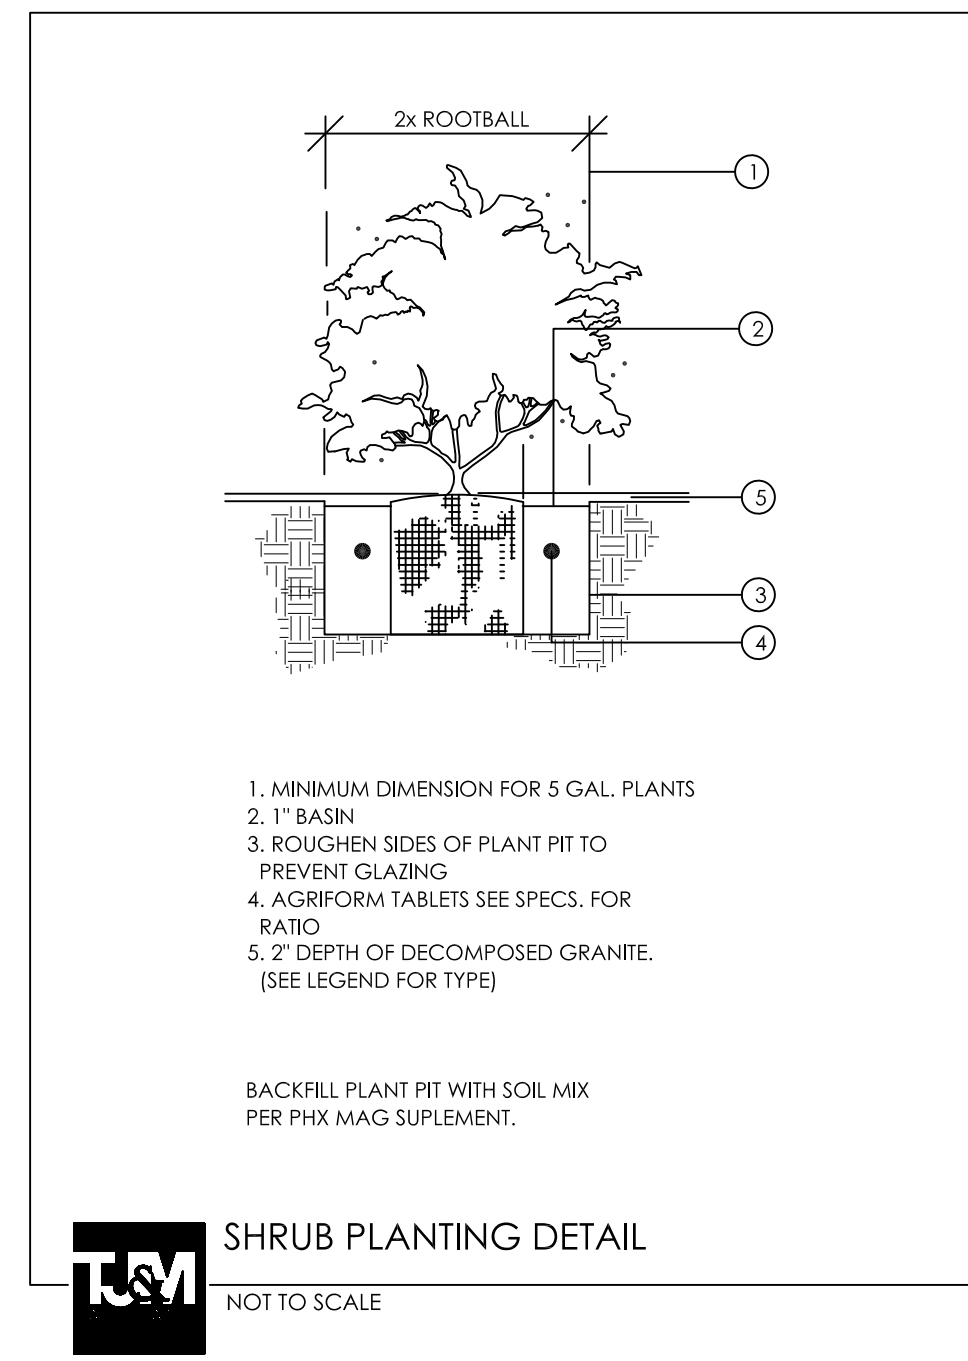 2x ROOTBALL
1
2
5
3
4
1. MINIMUM DIMENSION FOR 5 GAL. PLANTS
2. 1" BASIN
3. ROUGHEN SIDES OF PLANT PIT TO
PREVENT GLAZING
4. AGRIFORM TABLETS SEE SPECS. FOR
RATIO
5. 2" DEPTH OF DECOMPOSED GRANITE.
(SEE LEGEND FOR TYPE)
BACKFILL PLANT PIT WITH SOIL MIX
PER PHX MAG SUPLEMENT.
SHRUB PLANTING DETAIL
TJ&M
NOT TO SCALE